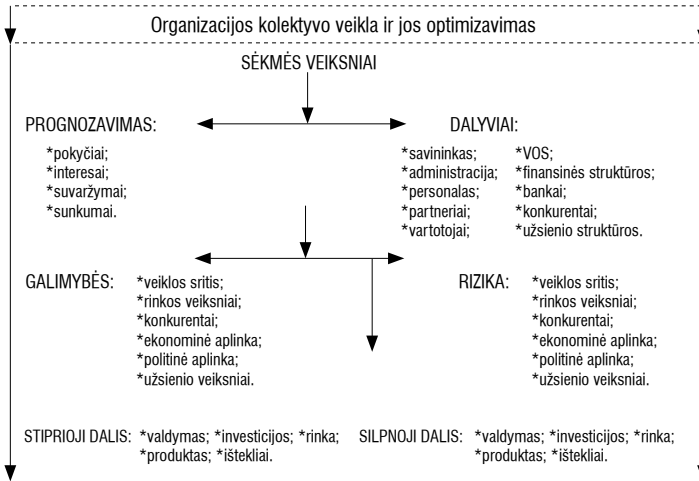 Organizacijos kolektyvo veikla ir jos optimizavimas
SĖKMĖS VEIKSNIAI
PROGNOZAVIMAS:
*pokyčiai;
*interesai;
*suvaržymai;
*sunkumai.
DALYVIAI:
*savininkas; *VOS;
*administracija; *finansinės struktūros;
*personalas; *bankai;
*partneriai; *konkurentai;
*vartotojai; *užsienio struktūros.
GALIMYBĖS: *veiklos sritis;
*rinkos veiksniai;
*konkurentai;
*ekonominė aplinka;
*politinė aplinka;
*užsienio veiksniai.
RIZIKA: *veiklos sritis;
*rinkos veiksniai;
*konkurentai;
*ekonominė aplinka;
*politinė aplinka;
*užsienio veiksniai.
STIPRIOJI DALIS: *valdymas; *investicijos; *rinka;
*produktas; *ištekliai.
SILPNOJI DALIS: *valdymas; *investicijos; *rinka;
*produktas; *ištekliai.